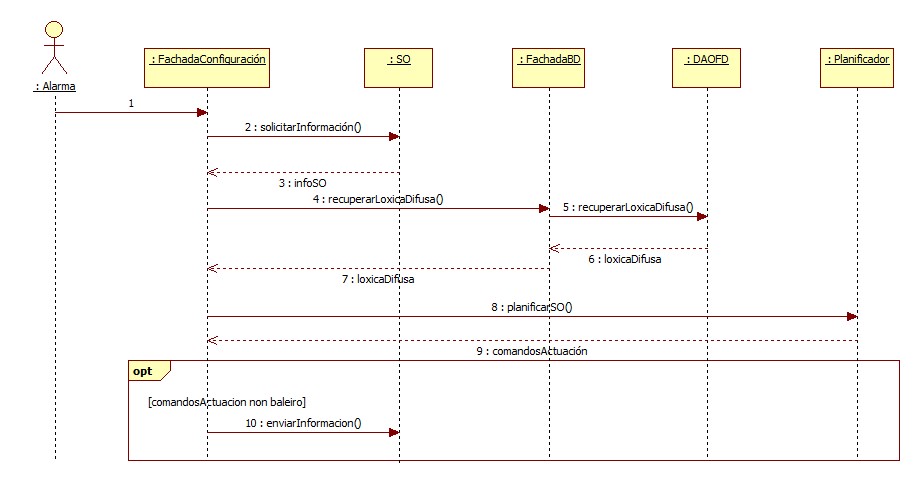 : FachadaConfiguración
: SO
: FachadaBD
: DAOFD
: Planificador
: Alarma
1
2 : solicitarInformación()
3 : infoSO
4 : recuperarLoxicaDifusa()
5 : recuperarLoxicaDifusa()
6 : loxicaDifusa
7 : loxicaDifusa
8 : planificarSO()
9 : comandosActuación
opt
[comandosActuacion non baleiro]
10 : enviarInformacion()